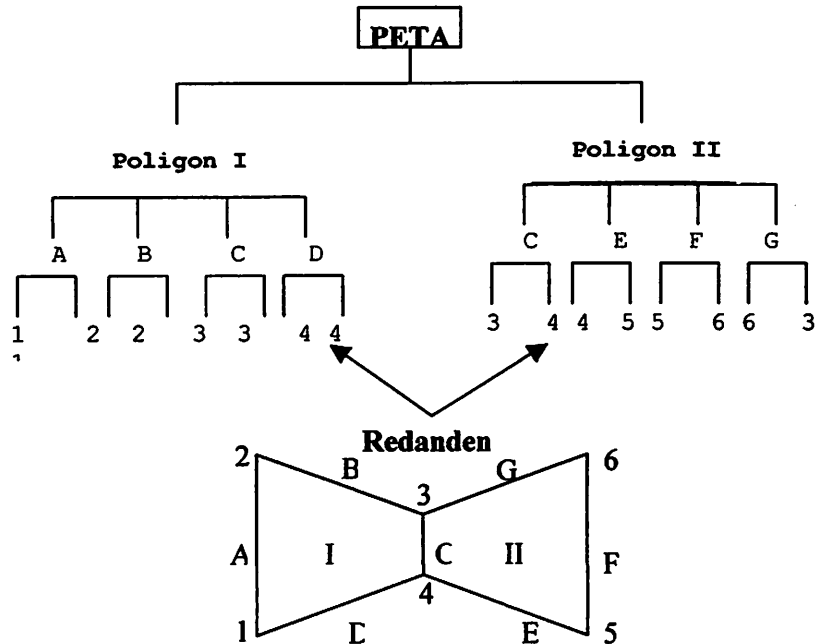 PETA
Poligon I
Poligon II
A B C D
C E F G
1 2 2 3 3 4 4
1
3 4 4 5 5 6 6 3
Redanden
2 B G 6
3
A I C II F
4
1 D E 5